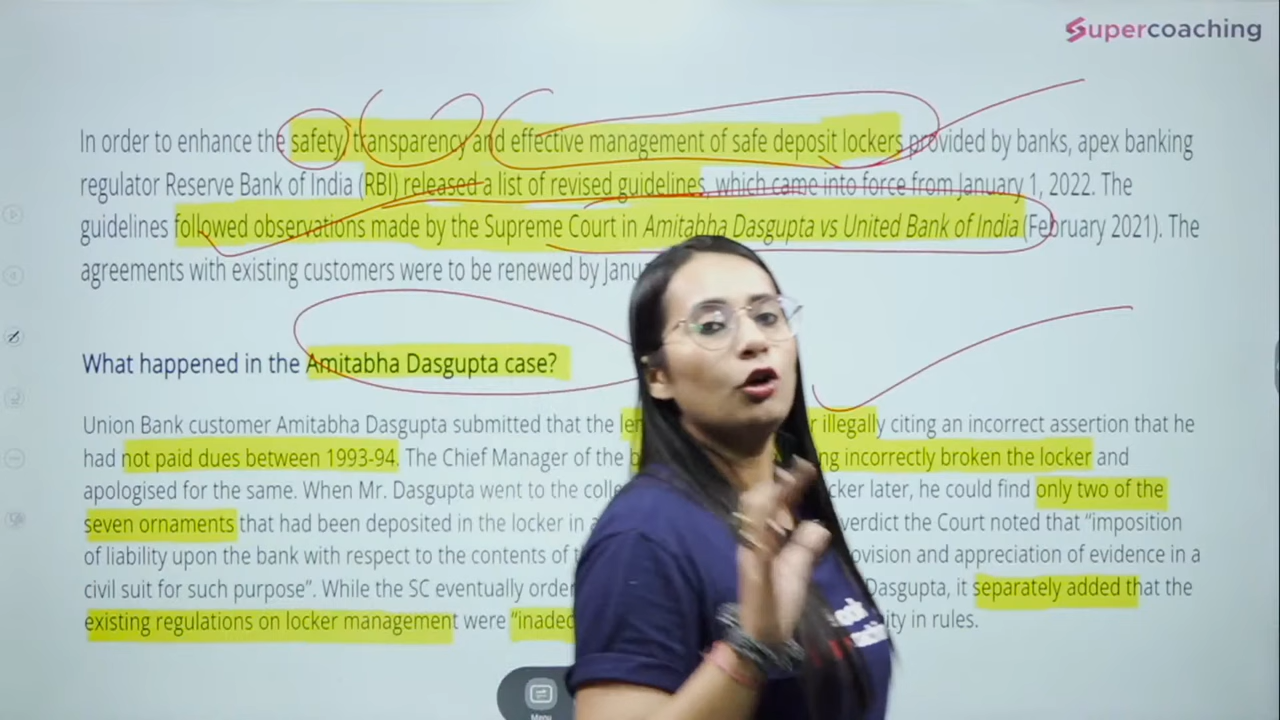 Supercoaching
In order to enhance the safety, transparency and effective management of safe deposit lockers provided by banks, apex banking
regulator Reserve Bank of India (RBI) released a list of revised guidelines, which came into force from January 1, 2022. The
guidelines followed observations made by the Supreme Court in Amitabha Dasgupta vs United Bank of India (February 2021). The
agreements with existing customers were to be renewed by
What happened in the Amitabha Dasgupta case?
Union Bank customer Amitabha Dasgupta submitted that the illegally citing an incorrect assertion that he
had not paid dues between 1993-94. The Chief Manager of the incorrectly broken the locker and
apologised for the same. When Mr. Dasgupta went to the later, he could find only two of the
seven ornaments that had been deposited in the locker in verdict the Court noted that “imposition
of liability upon the bank with respect to the contents of and appreciation of evidence in a
civil suit for such purpose”. While the SC eventually Dasgupta, it separately added that the
existing regulations on locker management were in rules.
Menu